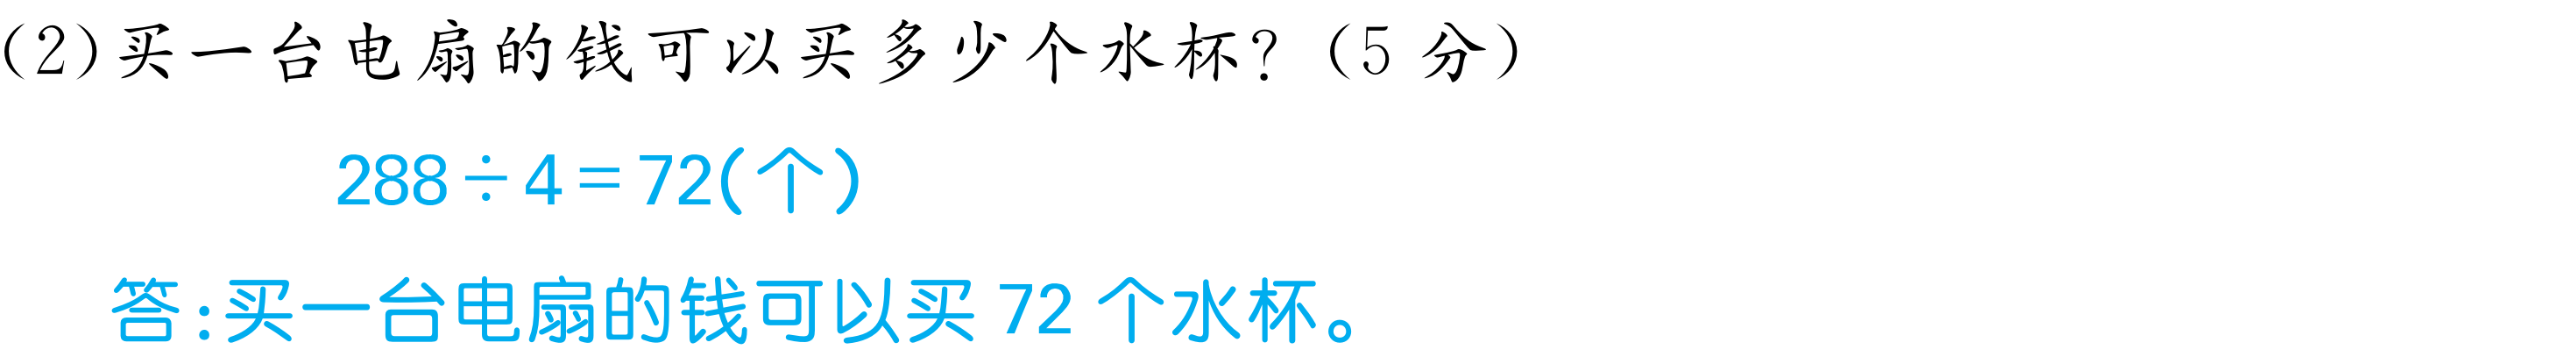 (2)买一台电扇的钱可以买多少个水杯?(5 分)
288÷4=72(个)
答:买一台电扇的钱可以买 72 个水杯。